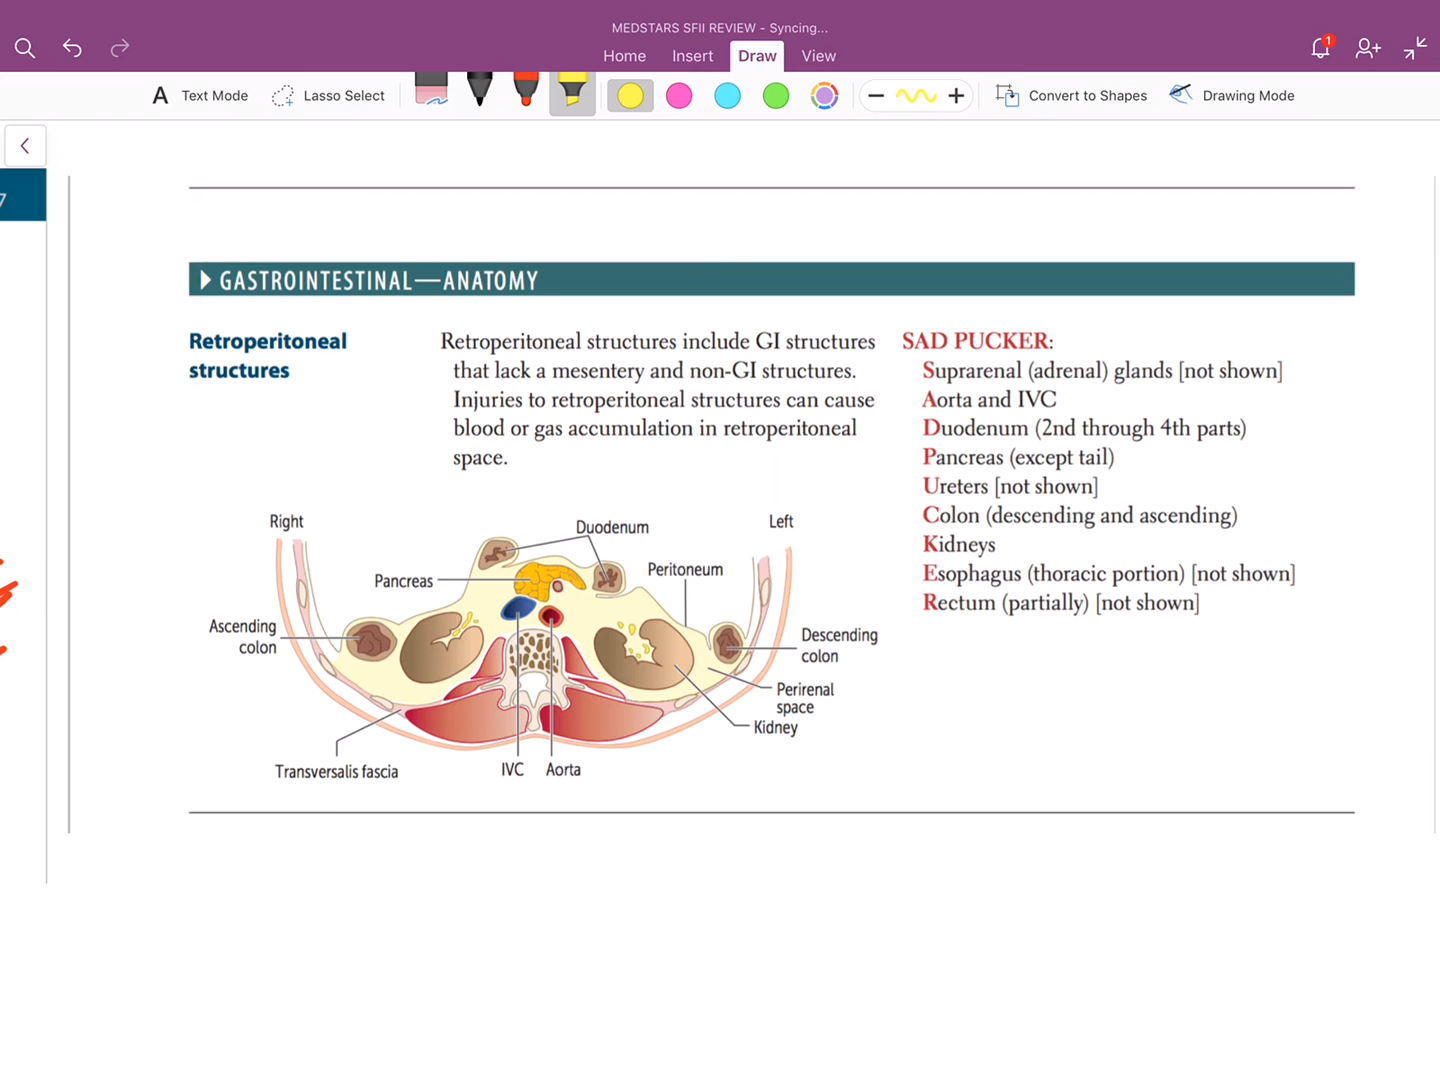 MEDSTARS SFII REVIEW - Syncing...
Home Insert Draw View
1
A Text Mode Lasso Select Convert to Shapes Drawing Mode
7
GASTROINTESTINAL—ANATOMY
Retroperitoneal
structures
Retroperitoneal structures include GI structures
that lack a mesentery and non-GI structures.
Injuries to retroperitoneal structures can cause
blood or gas accumulation in retroperitoneal
space.
SAD PUCKER:
Suprarenal (adrenal) glands [not shown]
Aorta and IVC
Duodenum (2nd through 4th parts)
Pancreas (except tail)
Ureters [not shown]
Colon (descending and ascending)
Kidneys
Esophagus (thoracic portion) [not shown]
Rectum (partially) [not shown]
Right
Left
Duodenum
Pancreas
Peritoneum
Ascending
colon
Descending
colon
Perirenal
space
Kidney
Transversalis fascia
IVC
Aorta